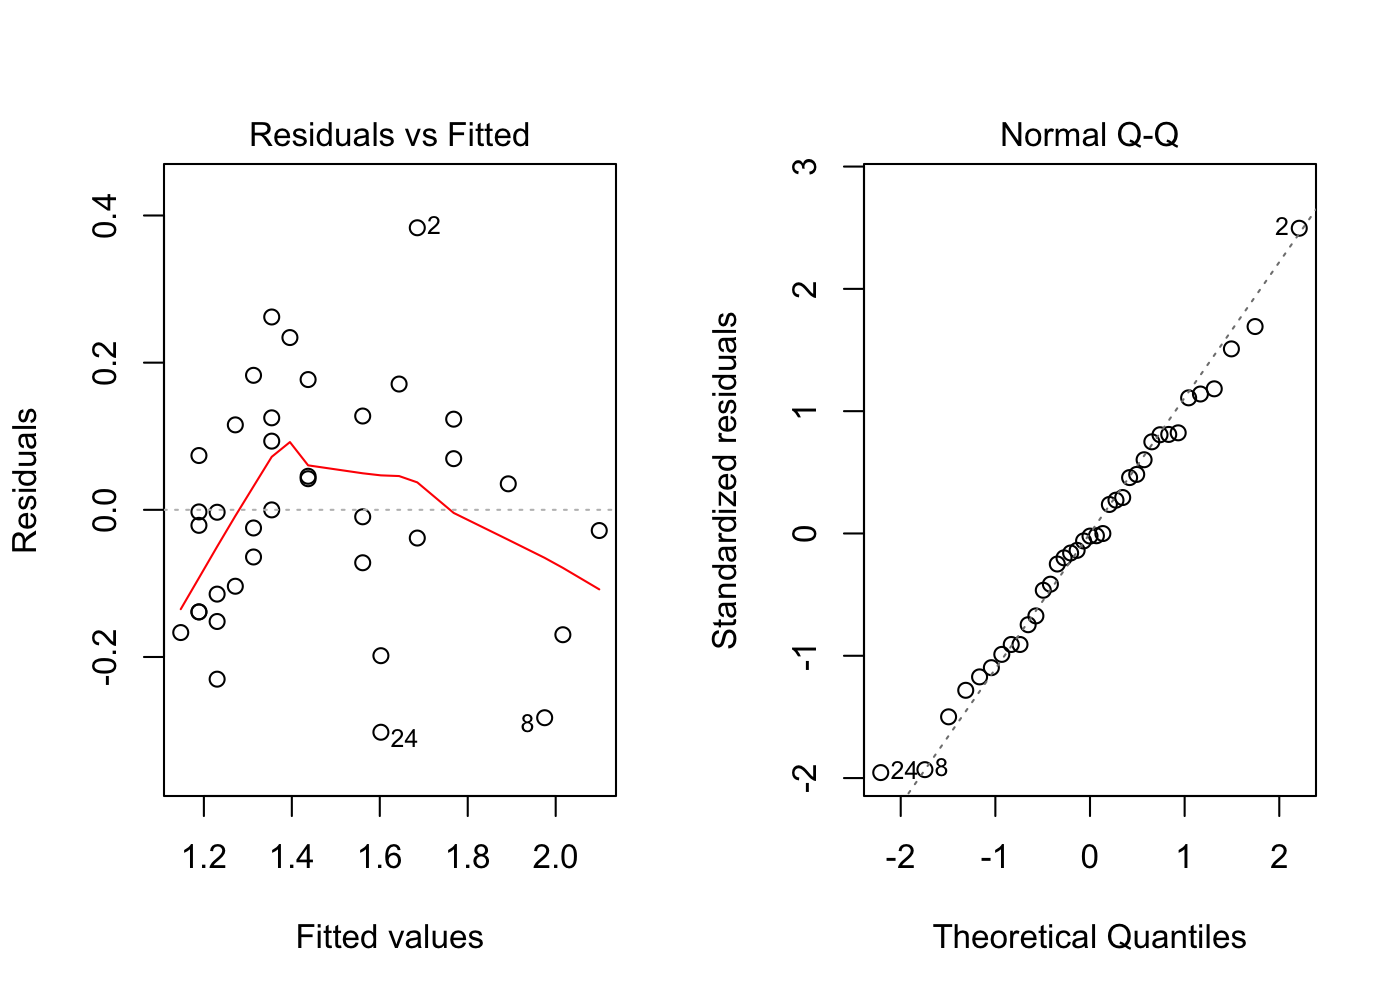 Residuals vs Fitted
0.4
0.2
0.0
-0.2
Residuals
2
24
8
1.2 1.4 1.6 1.8 2.0
Fitted values
Normal Q-Q
3
2
1
0
-1
-2
Standardized residuals
2
24
8
-2 -1 0 1 2
Theoretical Quantiles